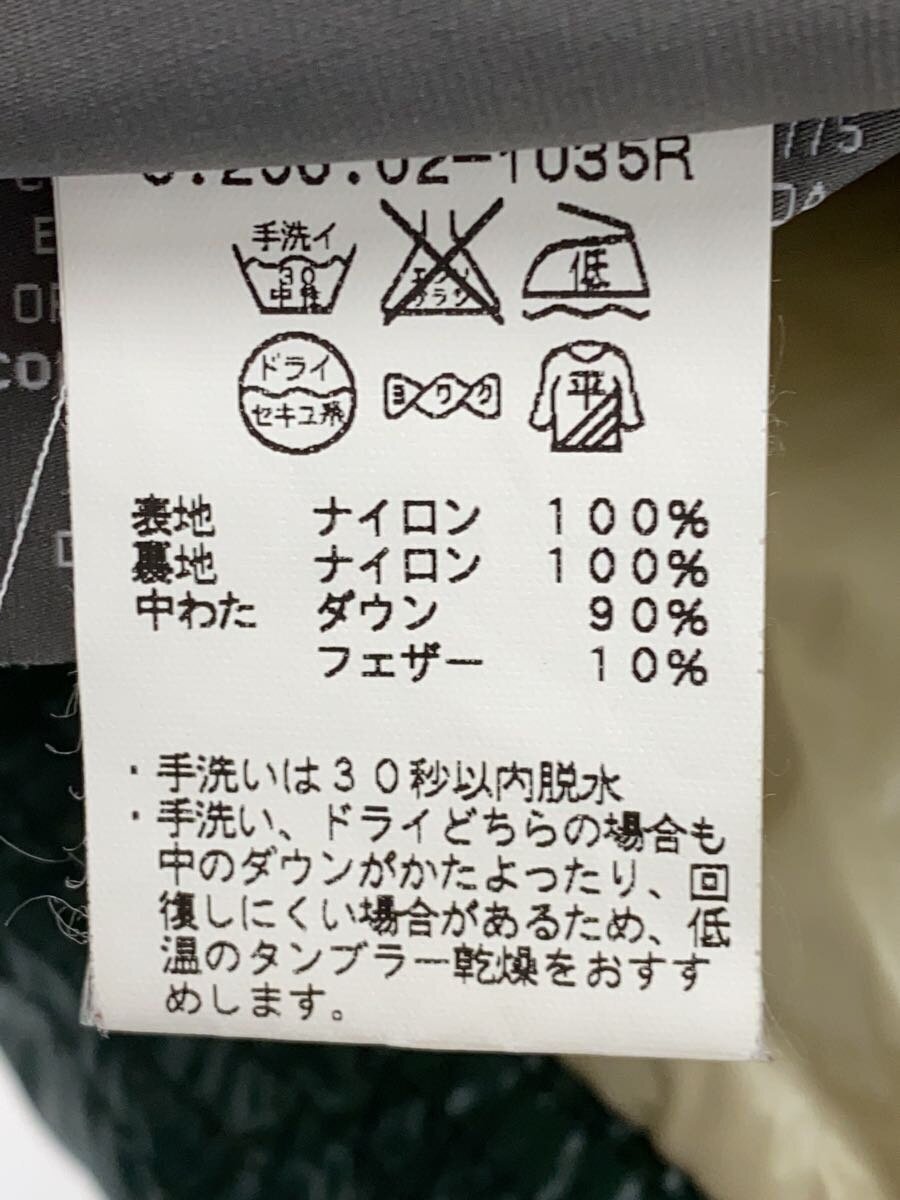 -1035R
775
DA
手洗イ
30
中性
エンソ
サラシ
低
ドライ
セキユ系
ヨワク
平
表地 ナイロン 100%
裏地 ナイロン 100%
中わた ダウン 90%
フェザー 10%
・手洗いは30秒以内脱水
・手洗い、ドライどちらの場合も
中のダウンがかたよったり、回
復しにくい場合があるため、低
温のタンブラー乾燥をおすす
めします。